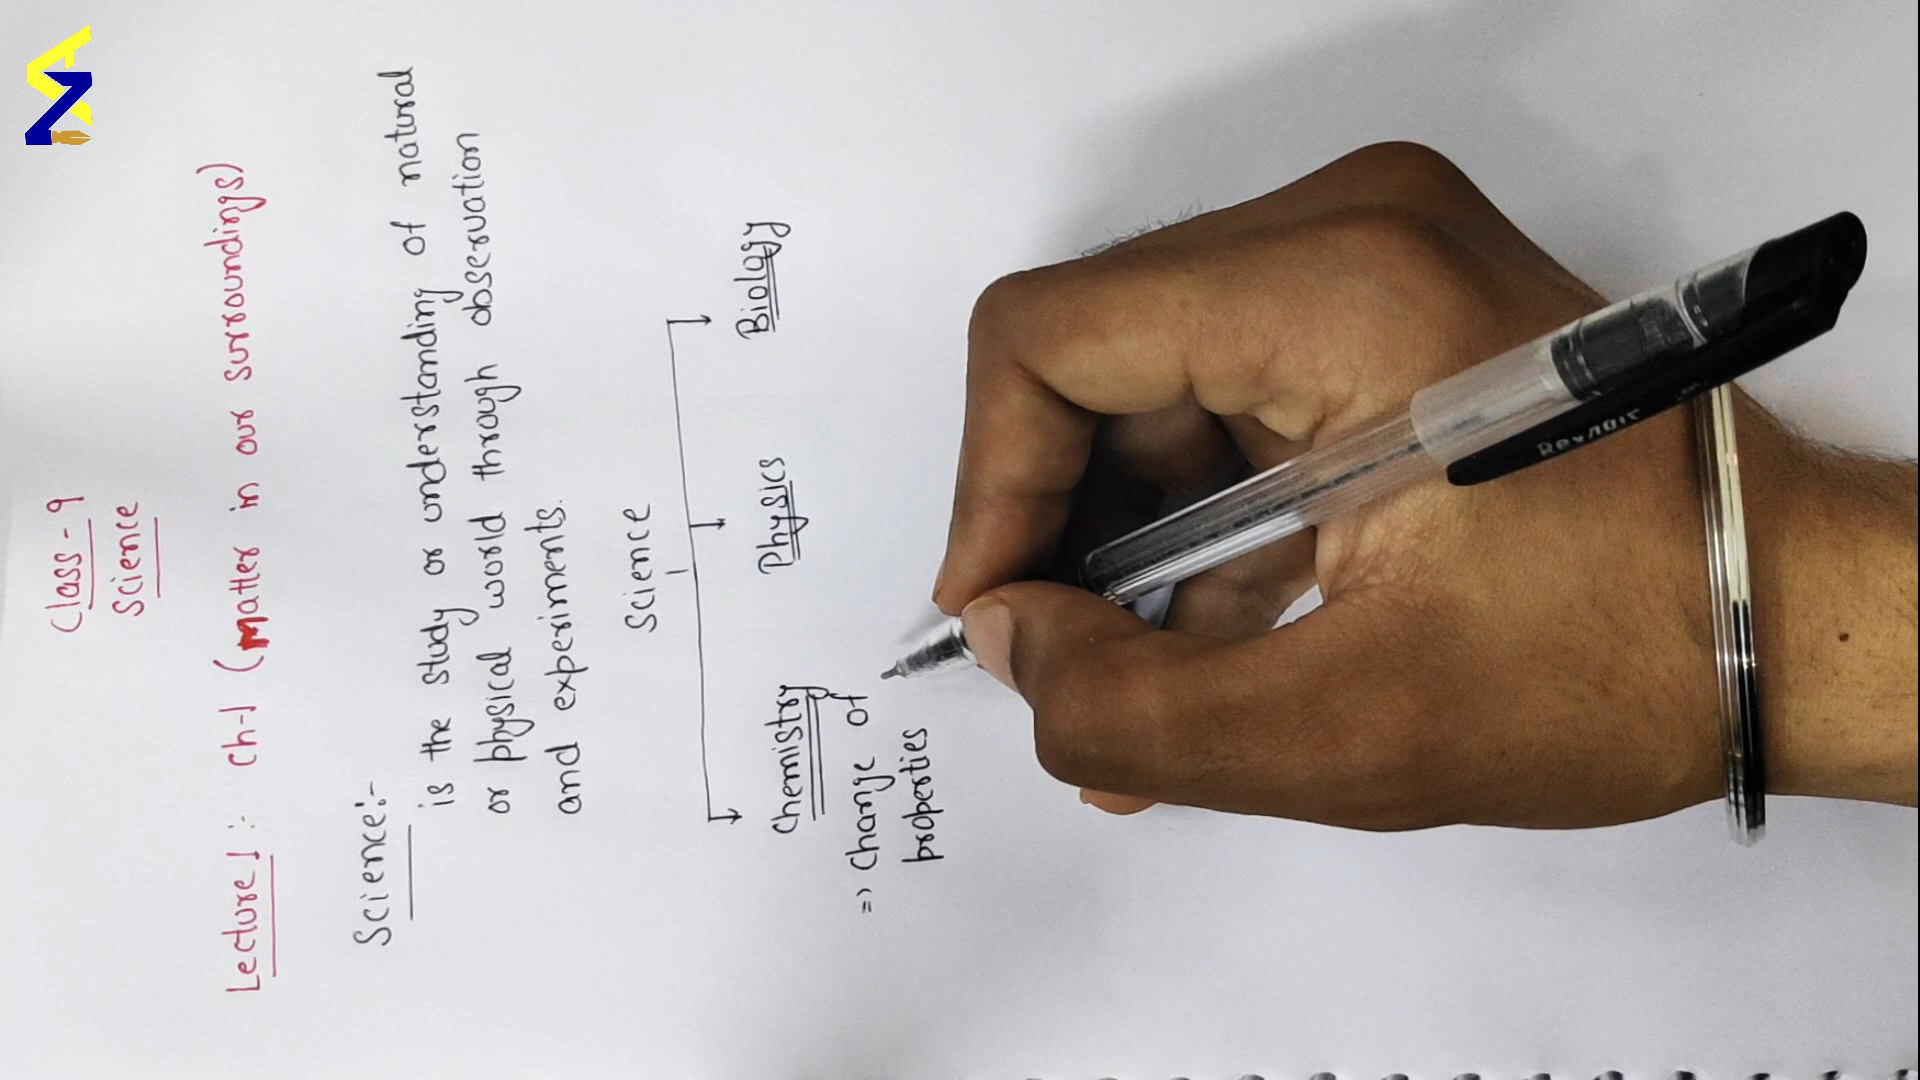 Class-9
Science
Lecture 1:- Ch-1 (Matter in our surroundings)
Science:-
is the study or understanding of natural
or physical world through observation
and experiments.
Science
Chemistry Physics Biology
=> Change of
properties
Reynolds